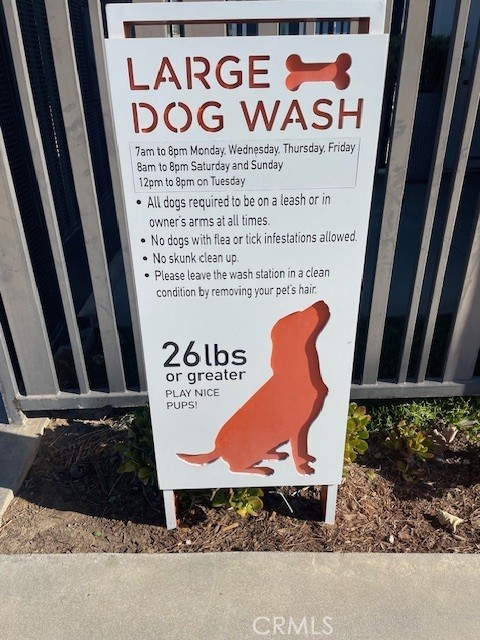 LARGE
DOG WASH
7am to 8pm Monday, Wednesday, Thursday, Friday
8am to 8pm Saturday and Sunday
12pm to 8pm on Tuesday
• All dogs required to be on a leash or in
owner's arms at all times.
• No dogs with flea or tick infestations allowed.
• No skunk clean up.
• Please leave the wash station in a clean
condition by removing your pet's hair.
26lbs
or greater
PLAY NICE
PUPS!
CRMLS